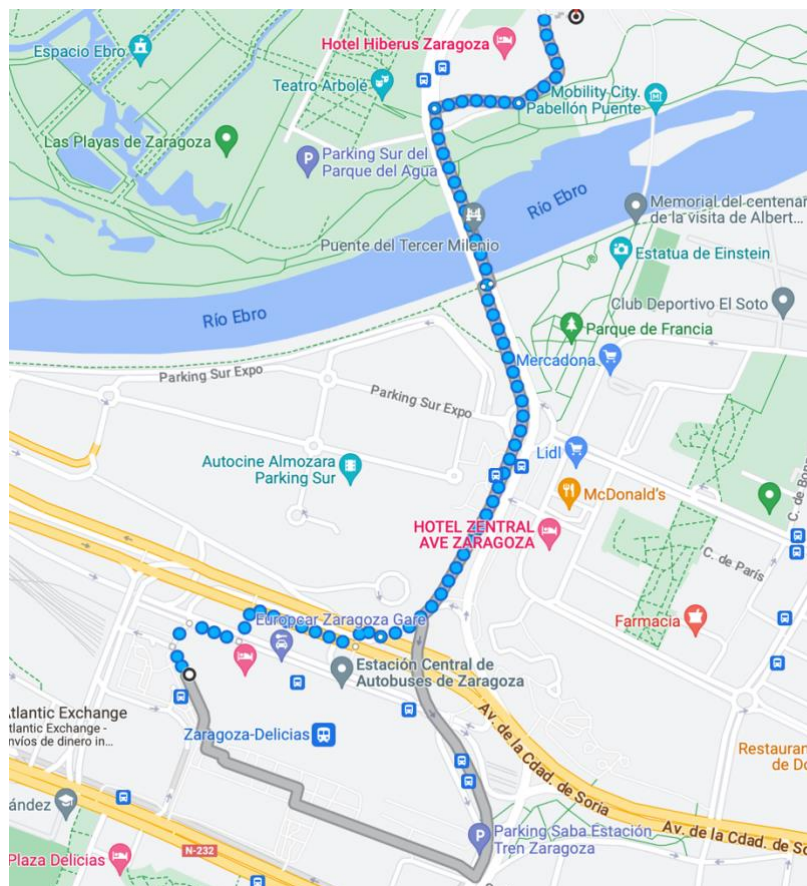 Hotel Hiberus Zaragoza
Espacio Ebro
Teatro Arbolé
Mobility City.
Pabellón Puente
Las Playas de Zaragoza
P
Parking Sur del
Parque del Agua
Río Ebro
Memorial del centenar
de la visita de Albert...
Puente del Tercer Milenio
Estatua de Einstein
Río Ebro
Club Deportivo El Soto
Parque de Francia
Mercadona
Parking Sur Expo
Parking Sur Expo
Lidl
Autocine Almozara
Parking Sur
McDonald's
C. de Bon
HOTEL ZENTRAL
AVE ZARAGOZA
C. de París
Europcar Zaragoza Gare
Farmacia
Estación Central de
Autobuses de Zaragoza
Atlantic Exchange
Atlantic Exchange -
nvíos de dinero in...
Zaragoza-Delicias
Av. de la Cdad. de Soria
Restauran
de Do
nández
P
Parking Saba Estación
Tren Zaragoza
Av. de la Cdad. de So
N-232
Plaza Delicias